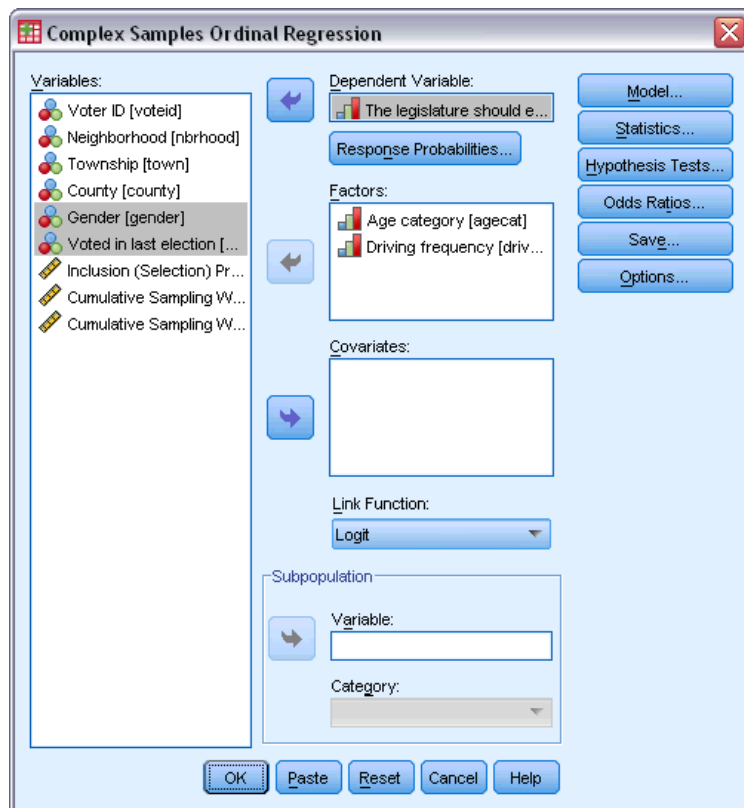 Complex Samples Ordinal Regression
Variables:
Voter ID [voteid]
Neighborhood [nbrhood]
Township [town]
County [county]
Gender [gender]
Voted in last election [...
Inclusion (Selection) Pr...
Cumulative Sampling W...
Cumulative Sampling W...
Dependent Variable:
The legislature should e...
Response Probabilities...
Factors:
Age category [agecat]
Driving frequency [driv...
Covariates:
Link Function:
Logit
Subpopulation
Variable:
Category:
Model...
Statistics...
Hypothesis Tests...
Odds Ratios...
Save...
Options...
OK Paste Reset Cancel Help